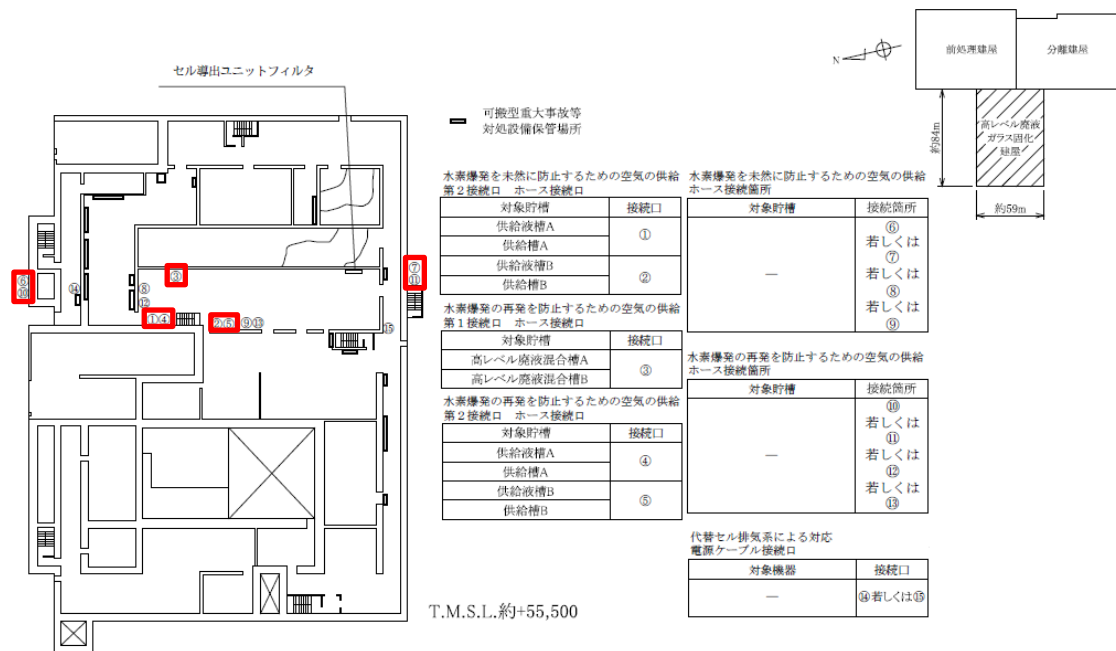 セル導出ユニットフィルタ
可搬型重大事故等
対処設備保管場所
N
前処理建屋
分離建屋
高レベル廃液
ガラス固化
建屋
約84m
約59m
⑥
⑩
⑭
③
⑧
⑫
①④
②⑤
⑨⑬
⑦
⑪
⑮
水素爆発を未然に防止するための空気の供給
第2接続口 ホース接続口
対象貯槽 接続口
供給液槽A
供給槽A
①
供給液槽B
供給槽B
②
水素爆発の再発を防止するための空気の供給
第1接続口 ホース接続口
対象貯槽 接続口
高レベル廃液混合槽A
高レベル廃液混合槽B
③
水素爆発の再発を防止するための空気の供給
第2接続口 ホース接続口
対象貯槽 接続口
供給液槽A
供給槽A
④
供給液槽B
供給槽B
⑤
水素爆発を未然に防止するための空気の供給
ホース接続箇所
対象貯槽 接続箇所
―
⑥
若しくは
⑦
若しくは
⑧
若しくは
⑨
水素爆発の再発を防止するための空気の供給
ホース接続箇所
対象貯槽 接続箇所
―
⑩
若しくは
⑪
若しくは
⑫
若しくは
⑬
代替セル排気系による対応
電源ケーブル接続口
対象機器 接続口
― ⑭若しくは⑮
T.M.S.L.約+55,500